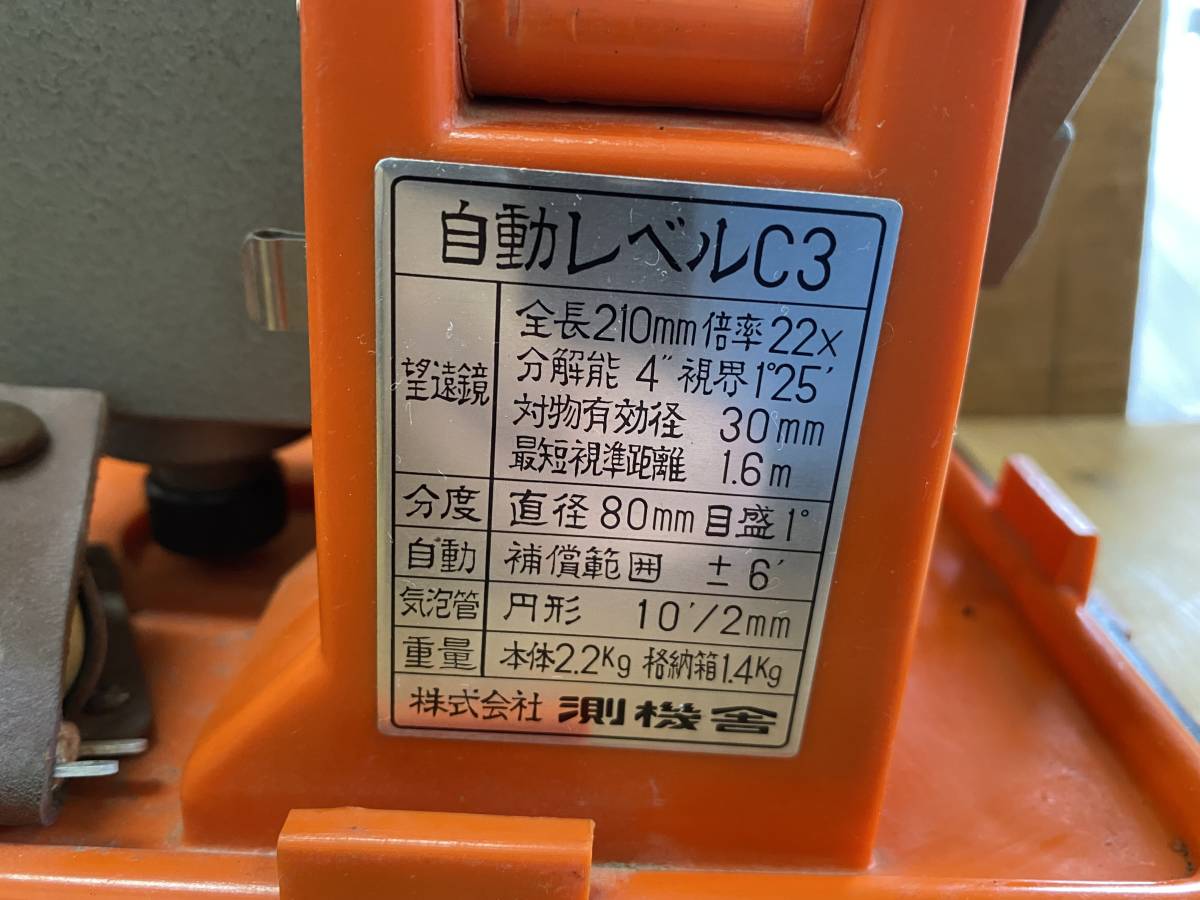 自動レベルC3
望遠鏡
全長210mm 倍率22x
分解能 4″ 視界1°25′
対物有効径 30mm
最短視準距離 1.6m
分度 直径80mm 目盛1°
自動 補償範囲 ±6′
気泡管 円形 10′/2mm
重量 本体2.2Kg 格納箱1.4Kg
株式会社 測機舎